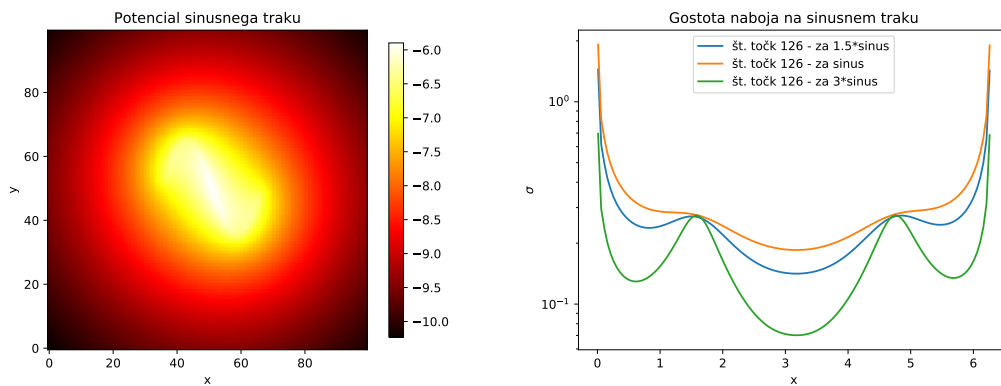 Potencial sinusnega traku
y
80
60
40
20
0
0 20 40 60 80
x
−6.0
−6.5
−7.0
−7.5
−8.0
−8.5
−9.0
−9.5
−10.0
Gostota naboja na sinusnem traku
št. točk 126 - za 1.5*sinus
št. točk 126 - za sinus
št. točk 126 - za 3*sinus
σ
10⁰
10⁻¹
0 1 2 3 4 5 6
x